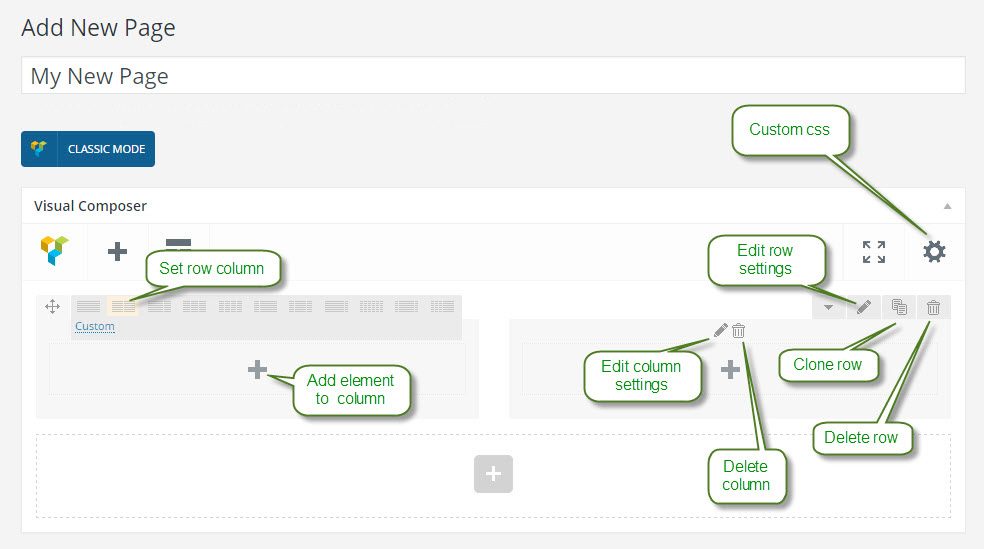 Add New Page
My New Page
Custom css
CLASSIC MODE
Visual Composer
Set row column
Edit row
settings
Custom
Add element
to column
Edit column
settings
Clone row
Delete row
Delete
column